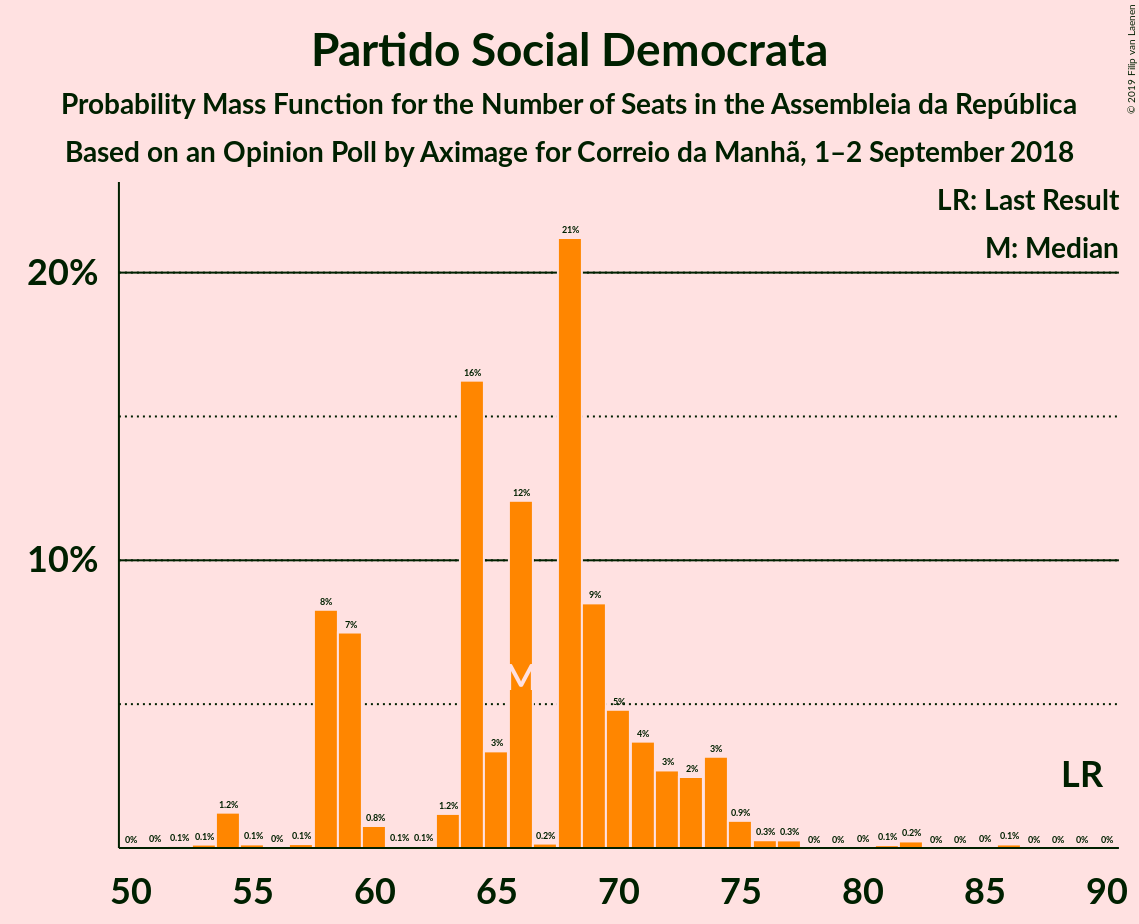 Partido Social Democrata
Probability Mass Function for the Number of Seats in the Assembleia da República
Based on an Opinion Poll by Aximage for Correio da Manhã, 1–2 September 2018
© 2019 Filip van Laenen
LR: Last Result
M: Median
20%
10%
0% 0% 0.1% 0.1% 1.2% 0.1% 0% 0.1% 8% 7% 0.8% 0.1% 0.1% 1.2% 16% 3% 12% 0.2% 21% 9% 5% 4% 3% 2% 3% 0.9% 0.3% 0.3% 0% 0% 0% 0.1% 0.2% 0% 0% 0% 0.1% 0% 0% 0% 0%
M
LR
50 55 60 65 70 75 80 85 90